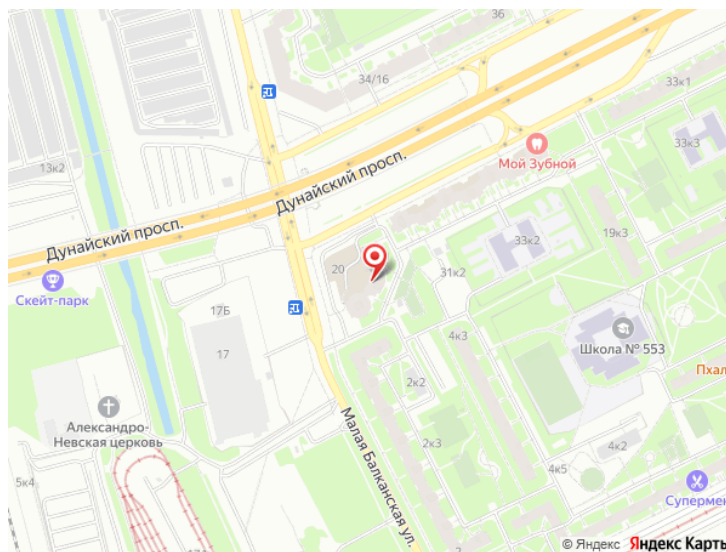 36
34/16
33к1
13к2
Мой Зубной
33к3
Дунайский просп.
Дунайский просп.
33к2
19к3
20
31к2
Скейт-парк
17Б
17
4к3
Школа № 553
2к2
Пхал
Александро-
Невская церковь
Малая Балканская ул.
2к3
4к2
4к5
5к4
Супермен
2
© Яндекс Яндекс Карты